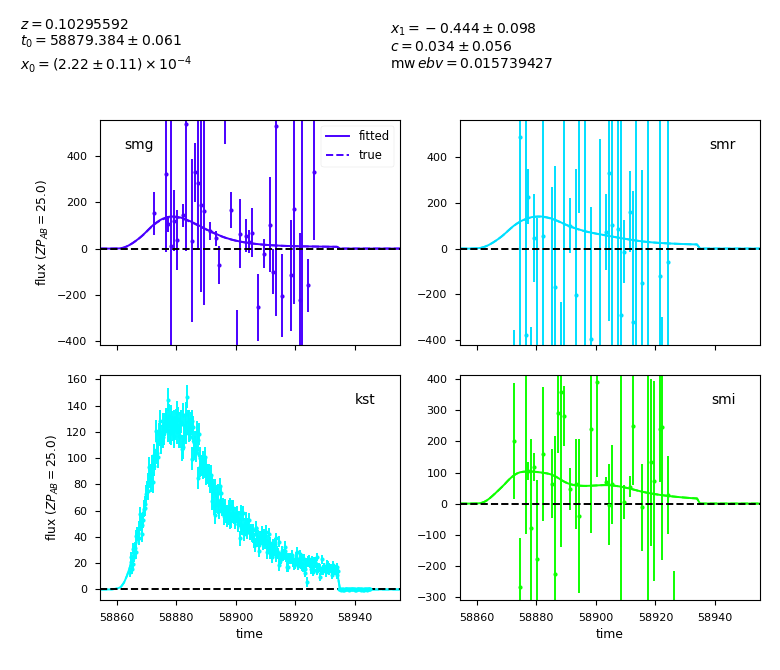 z = 0.10295592
t₀ = 58879.384 ± 0.061
x₀ = (2.22 ± 0.11) × 10⁻⁴
x₁ = −0.444 ± 0.098
c = 0.034 ± 0.056
mw ebv = 0.015739427
smg
fitted
true
400
200
0
−200
−400
flux (ZP_AB = 25.0)
smr
400
200
0
−200
−400
kst
160
140
120
100
80
60
40
20
0
flux (ZP_AB = 25.0)
58860 58880 58900 58920 58940
time
smi
400
300
200
100
0
−100
−200
−300
58860 58880 58900 58920 58940
time